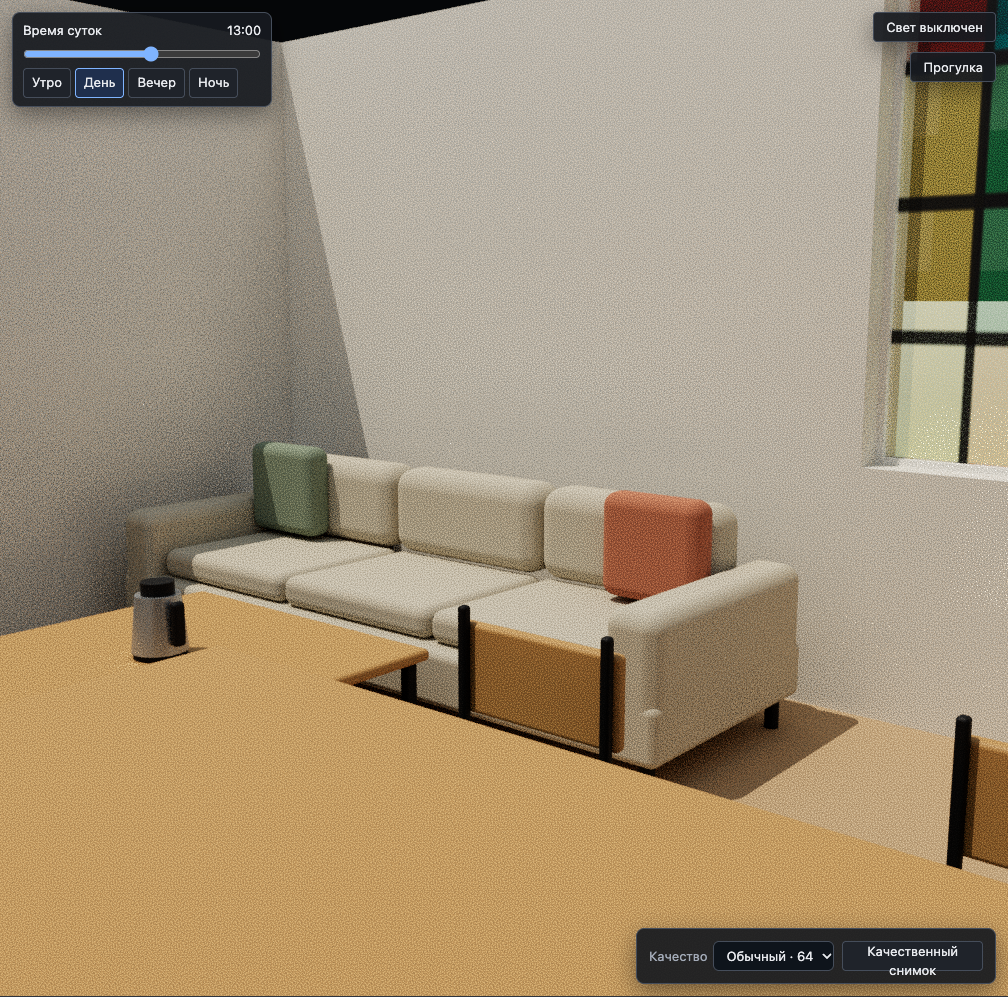 Время суток 13:00
Утро День Вечер Ночь
Свет выключен
Прогулка
Качество Обычный · 64 Качественный
снимок